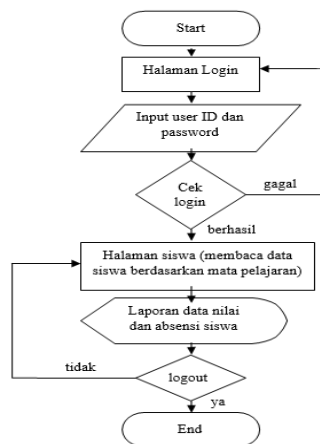 Start
Halaman Login
Input user ID dan
password
Cek
login
gagal
berhasil
Halaman siswa (membaca data
siswa berdasarkan mata pelajaran)
Laporan data nilai
dan absensi siswa
tidak
logout
ya
End